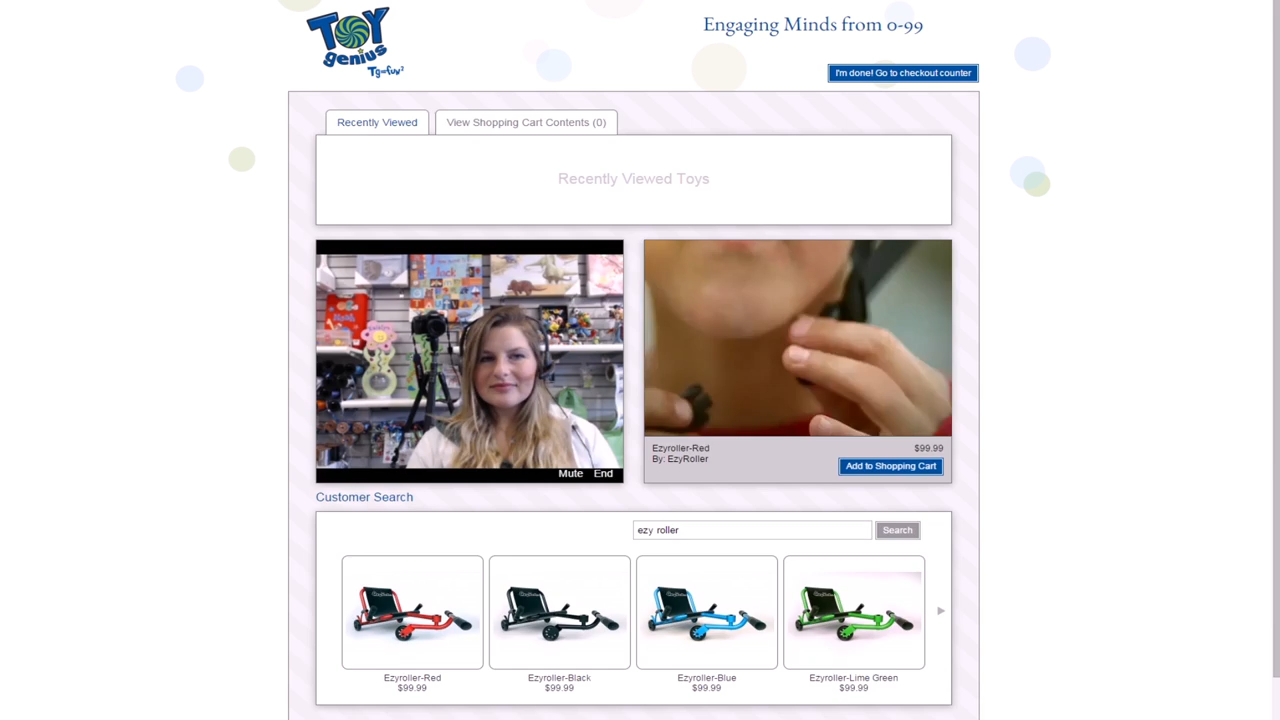 TOY
genius
Tg=fun²
Engaging Minds from 0-99
I'm done! Go to checkout counter
Recently Viewed
View Shopping Cart Contents (0)
Recently Viewed Toys
Jack
Mute End
Ezyroller-Red
$99.99
By: EzyRoller
Add to Shopping Cart
Customer Search
ezy roller
Search
Ezyroller-Red
$99.99
Ezyroller-Black
$99.99
Ezyroller-Blue
$99.99
Ezyroller-Lime Green
$99.99